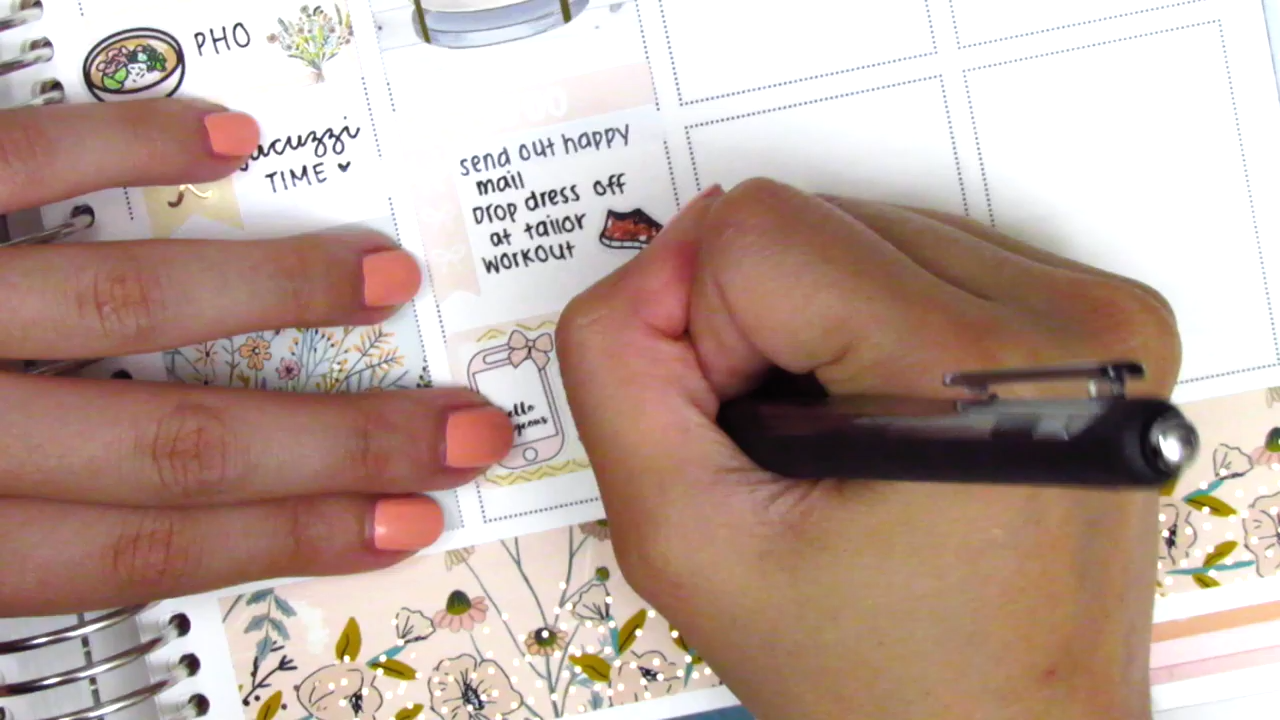 PHO
TIME
send out happy
mail
Drop dress off
at tailor
workout